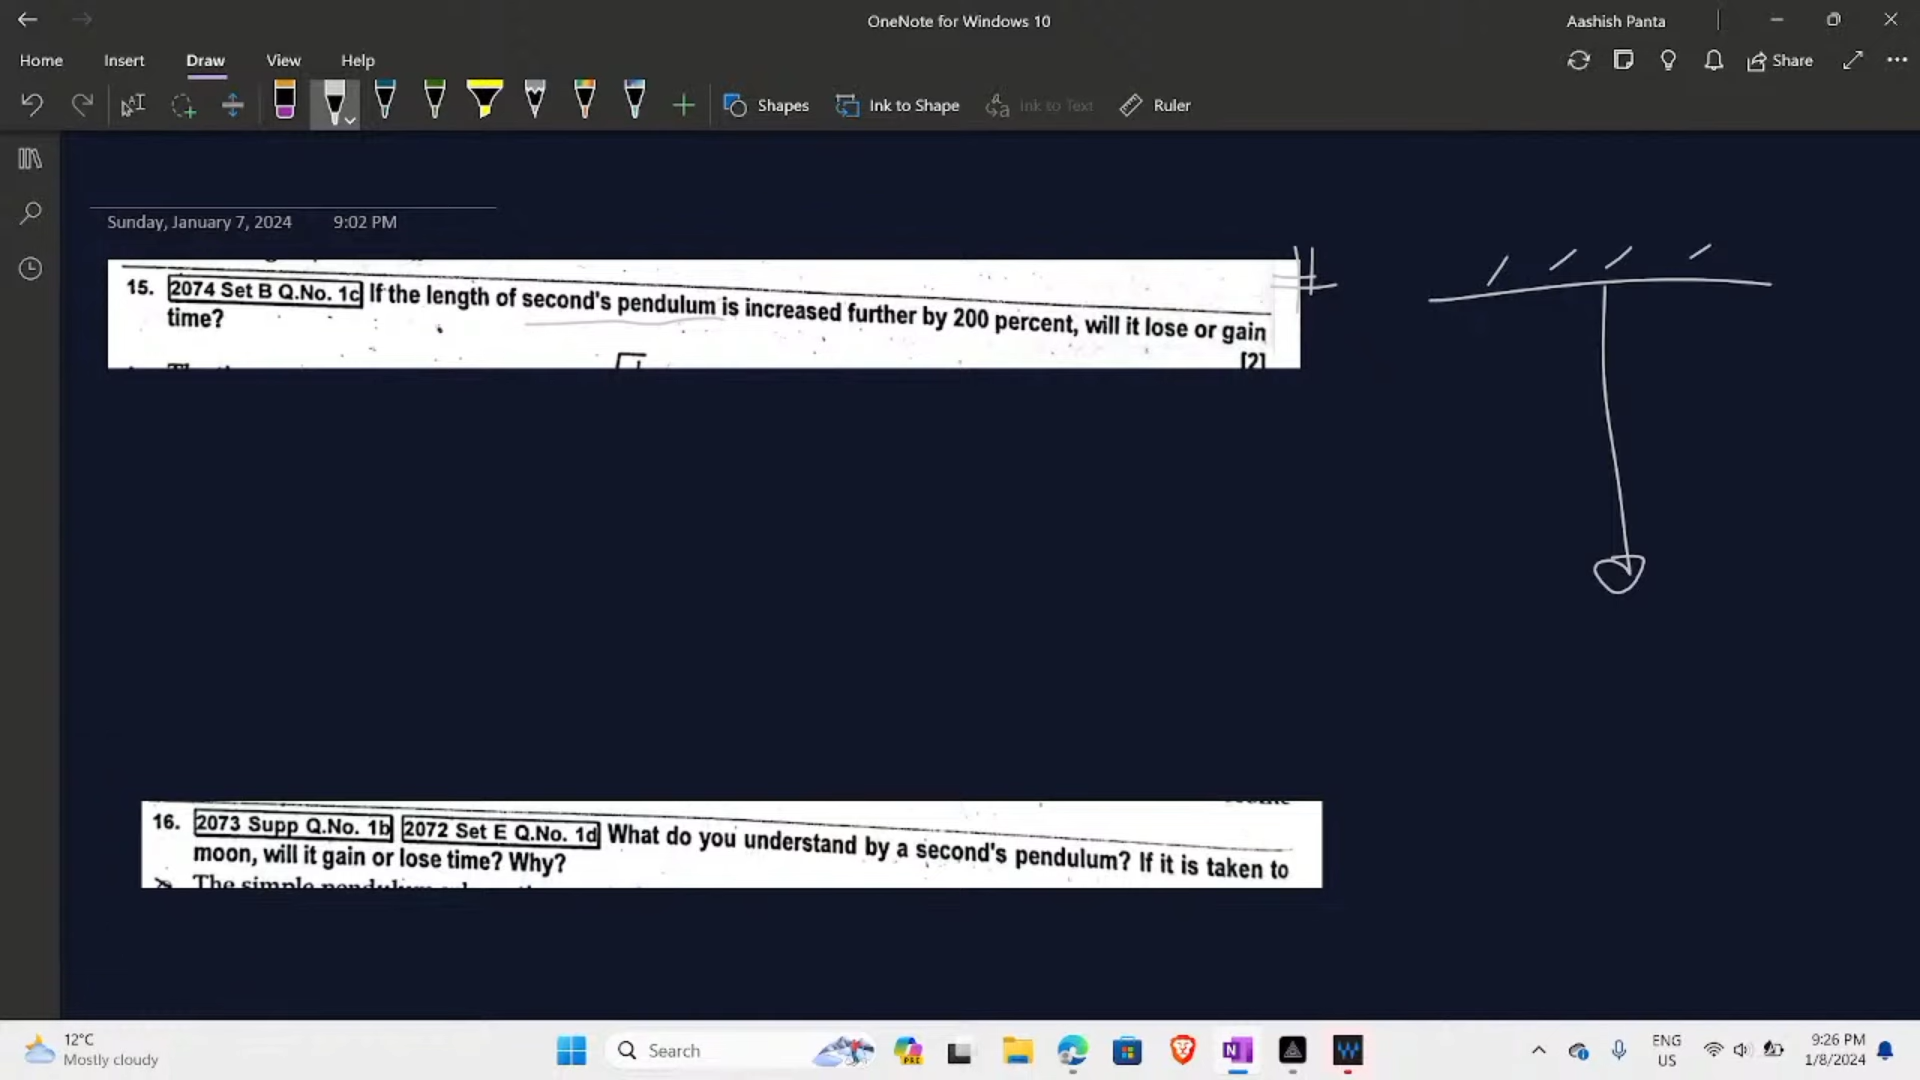 OneNote for Windows 10
Aashish Panta
Home Insert Draw View Help
Share
Shapes Ink to Shape Ink to Text Ruler
Sunday, January 7, 2024 9:02 PM
15. 2074 Set B Q.No. 1c If the length of second's pendulum is increased further by 200 percent, will it lose or gain
time?
[2]
16. 2073 Supp Q.No. 1b 2072 Set E Q.No. 1d What do you understand by a second's pendulum? If it is taken to
moon, will it gain or lose time? Why?
The simple pendulum
12°C
Mostly cloudy
Search
PRE
ENG
US
9:26 PM
1/8/2024